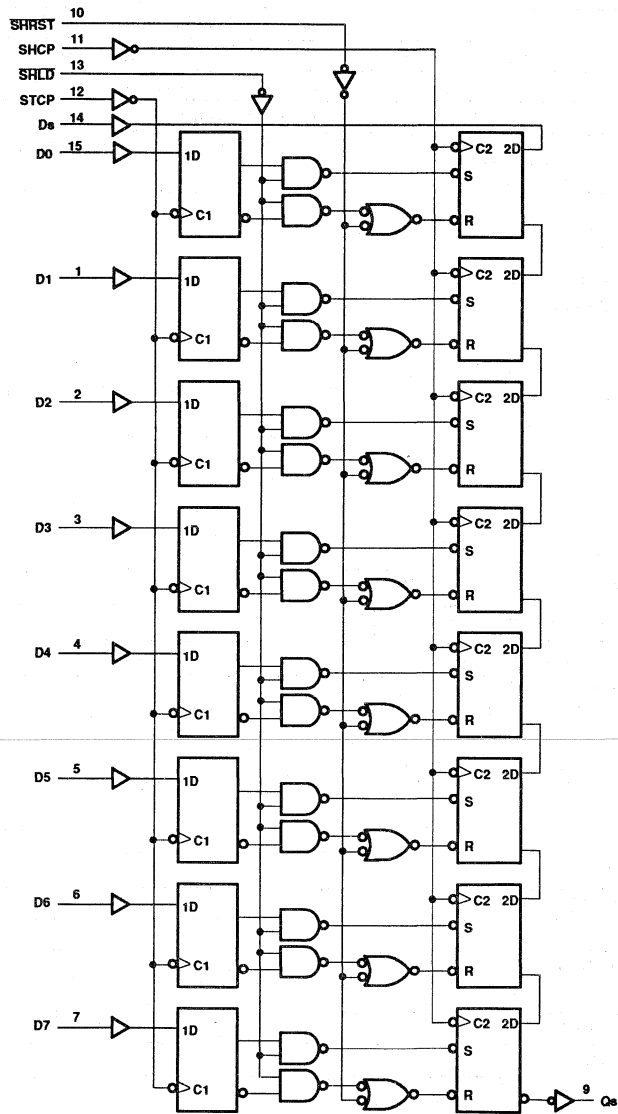 SHRST 10
SHCP 11
SHLD 13
STCP 12
Ds 14
D0 15
1D C2 2D
S
C1 R
D1 1
1D C2 2D
S
C1 R
D2 2
1D C2 2D
S
C1 R
D3 3
1D C2 2D
S
C1 R
D4 4
1D C2 2D
S
C1 R
D5 5
1D C2 2D
S
C1 R
D6 6
1D C2 2D
S
C1 R
D7 7
1D C2 2D
S
C1 R
9 Qs